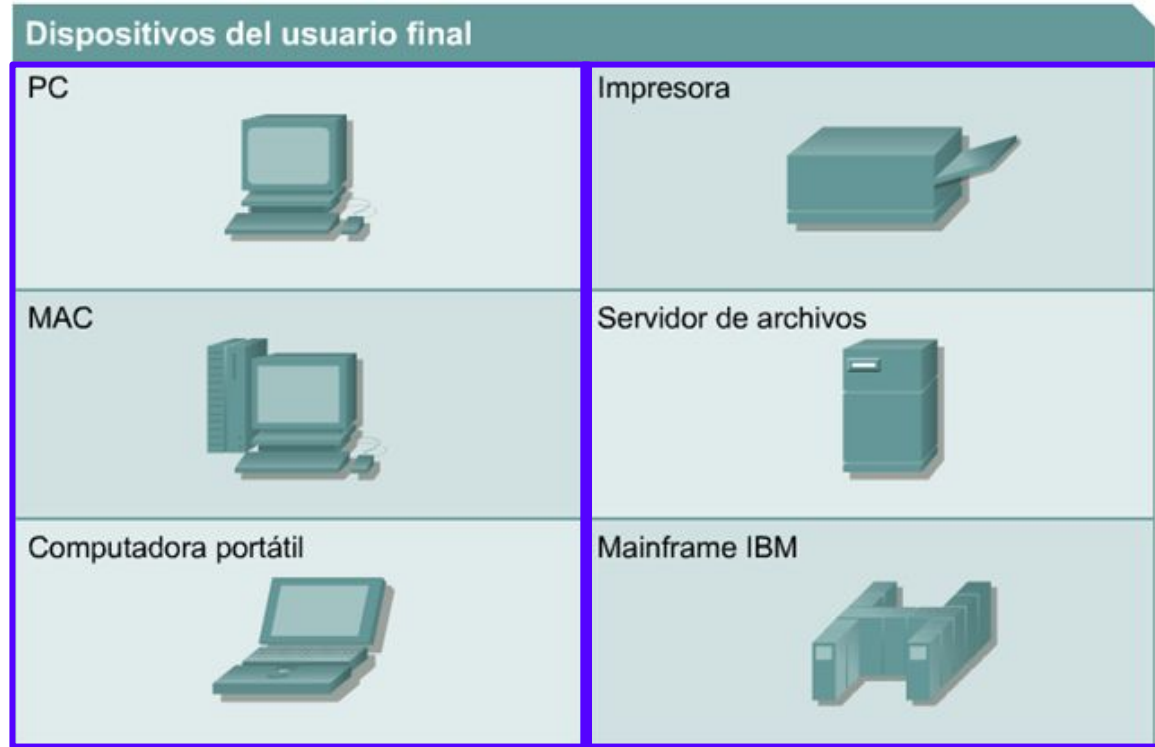 Dispositivos del usuario final
PC
Impresora
MAC
Servidor de archivos
Computadora portátil
Mainframe IBM